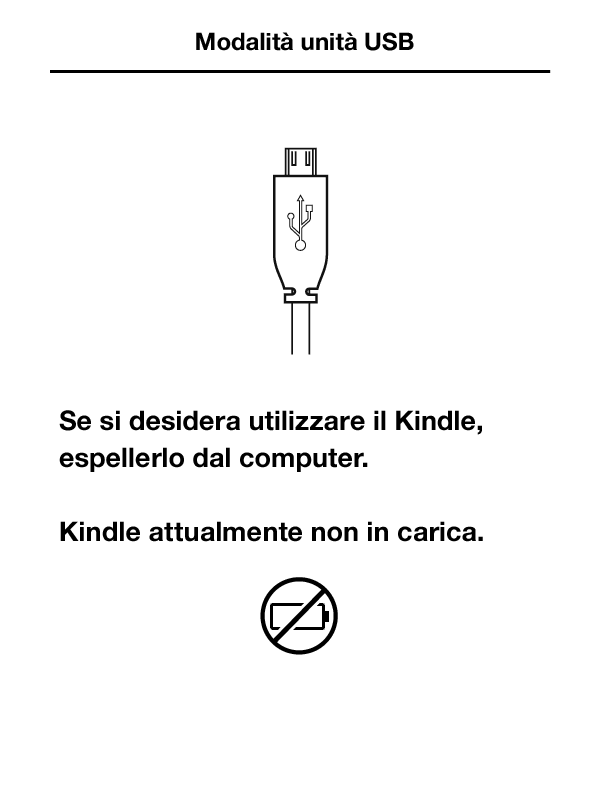 Modalità unità USB
Se si desidera utilizzare il Kindle,
espellerlo dal computer.
Kindle attualmente non in carica.